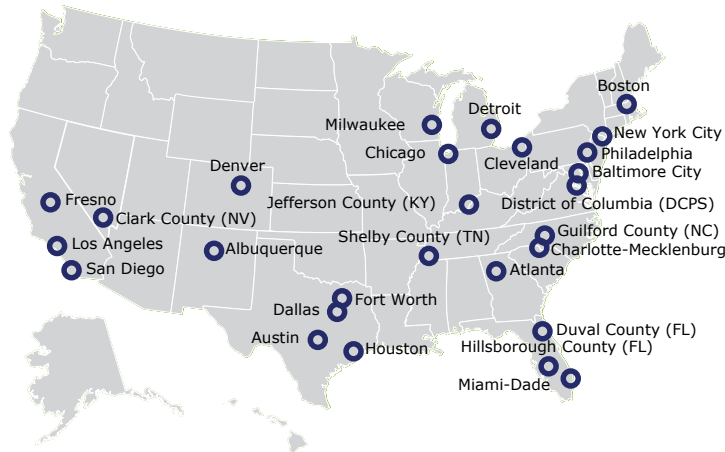 Boston
Detroit
Milwaukee
New York City
Chicago
Cleveland
Philadelphia
Denver
Baltimore City
Fresno
Jefferson County (KY)
District of Columbia (DCPS)
Clark County (NV)
Guilford County (NC)
Shelby County (TN)
Los Angeles
Albuquerque
Charlotte-Mecklenburg
San Diego
Atlanta
Fort Worth
Dallas
Duval County (FL)
Austin
Houston
Hillsborough County (FL)
Miami-Dade